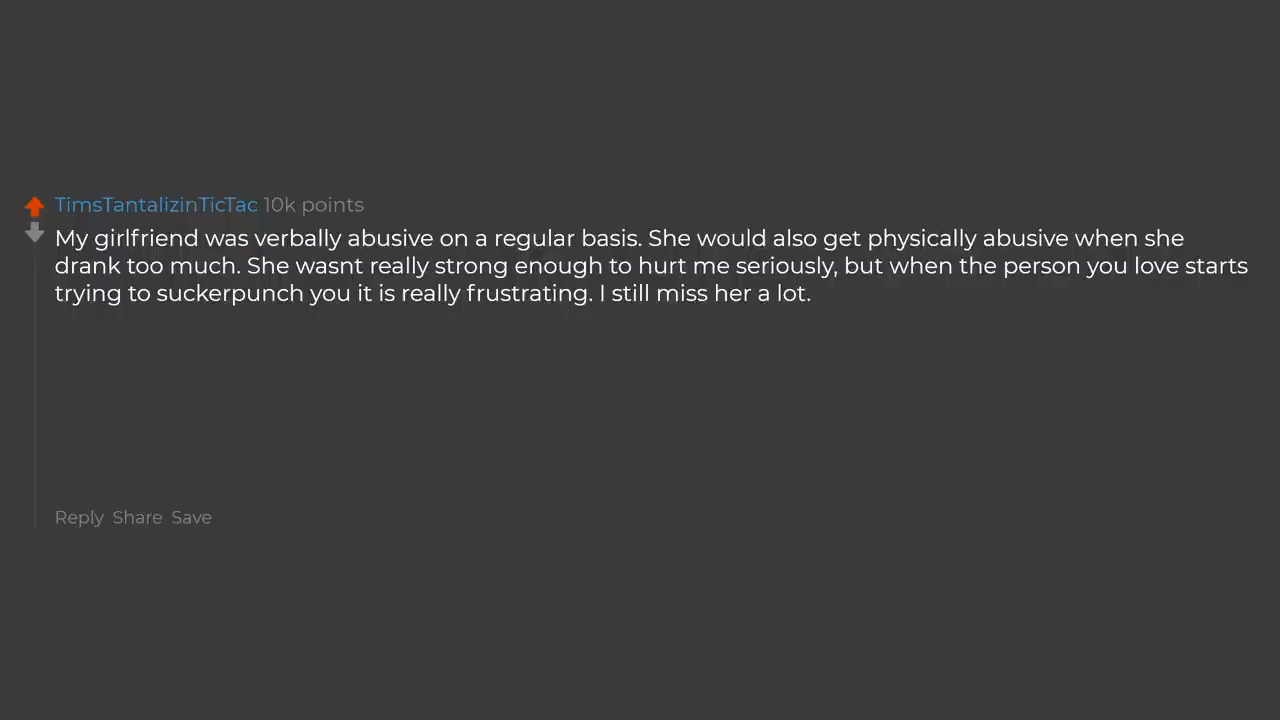 TimsTantalizinTicTac 10k points
My girlfriend was verbally abusive on a regular basis. She would also get physically abusive when she
drank too much. She wasnt really strong enough to hurt me seriously, but when the person you love starts
trying to suckerpunch you it is really frustrating. I still miss her a lot.
Reply Share Save